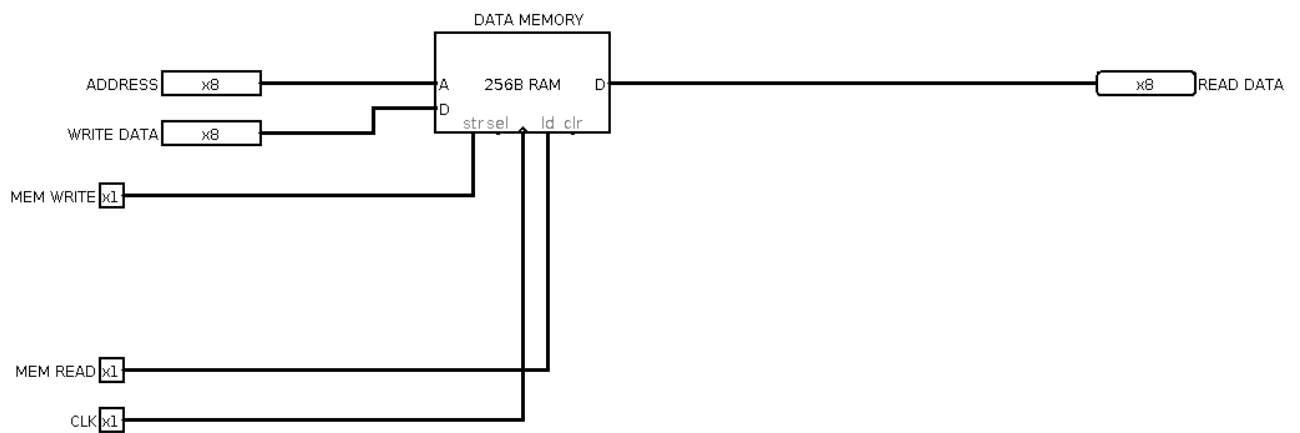 DATA MEMORY
ADDRESS x8 A 256B RAM D x8 READ DATA
D
WRITE DATA x8 str sel ld clr
MEM WRITE x1
MEM READ x1
CLK x1